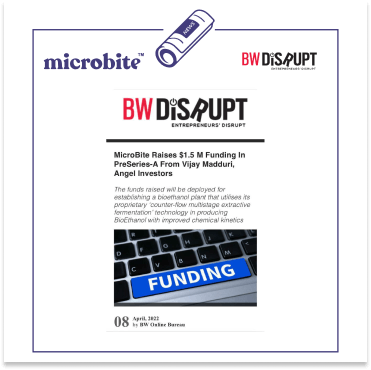 microbite™
NEWS
BW DISRUPT
ENTREPRENEURS' DISRUPT
BW DISRUPT
ENTREPRENEURS' DISRUPT
MicroBite Raises $1.5 M Funding In
PreSeries-A From Vijay Madduri,
Angel Investors
The funds raised will be deployed for
establishing a bioethanol plant that utilises its
proprietary 'counter-flow multistage extractive
fermentation' technology in producing
BioEthanol with improved chemical kinetics
FUNDING
08 April, 2022
by BW Online Bureau